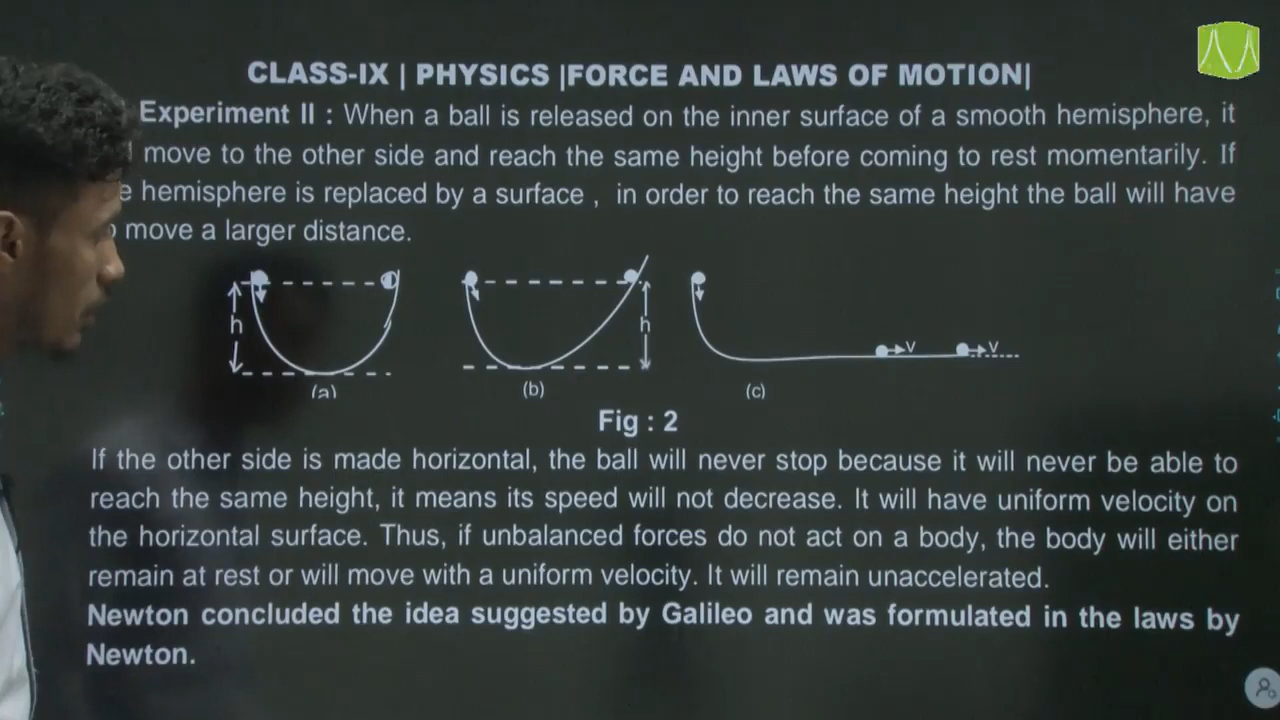 CLASS-IX | PHYSICS |FORCE AND LAWS OF MOTION|
Experiment II : When a ball is released on the inner surface of a smooth hemisphere, it
move to the other side and reach the same height before coming to rest momentarily. If
hemisphere is replaced by a surface , in order to reach the same height the ball will have
move a larger distance.
h
h
v
v
(a)
(b)
(c)
Fig : 2
If the other side is made horizontal, the ball will never stop because it will never be able to
reach the same height, it means its speed will not decrease. It will have uniform velocity on
the horizontal surface. Thus, if unbalanced forces do not act on a body, the body will either
remain at rest or will move with a uniform velocity. It will remain unaccelerated.
Newton concluded the idea suggested by Galileo and was formulated in the laws by
Newton.